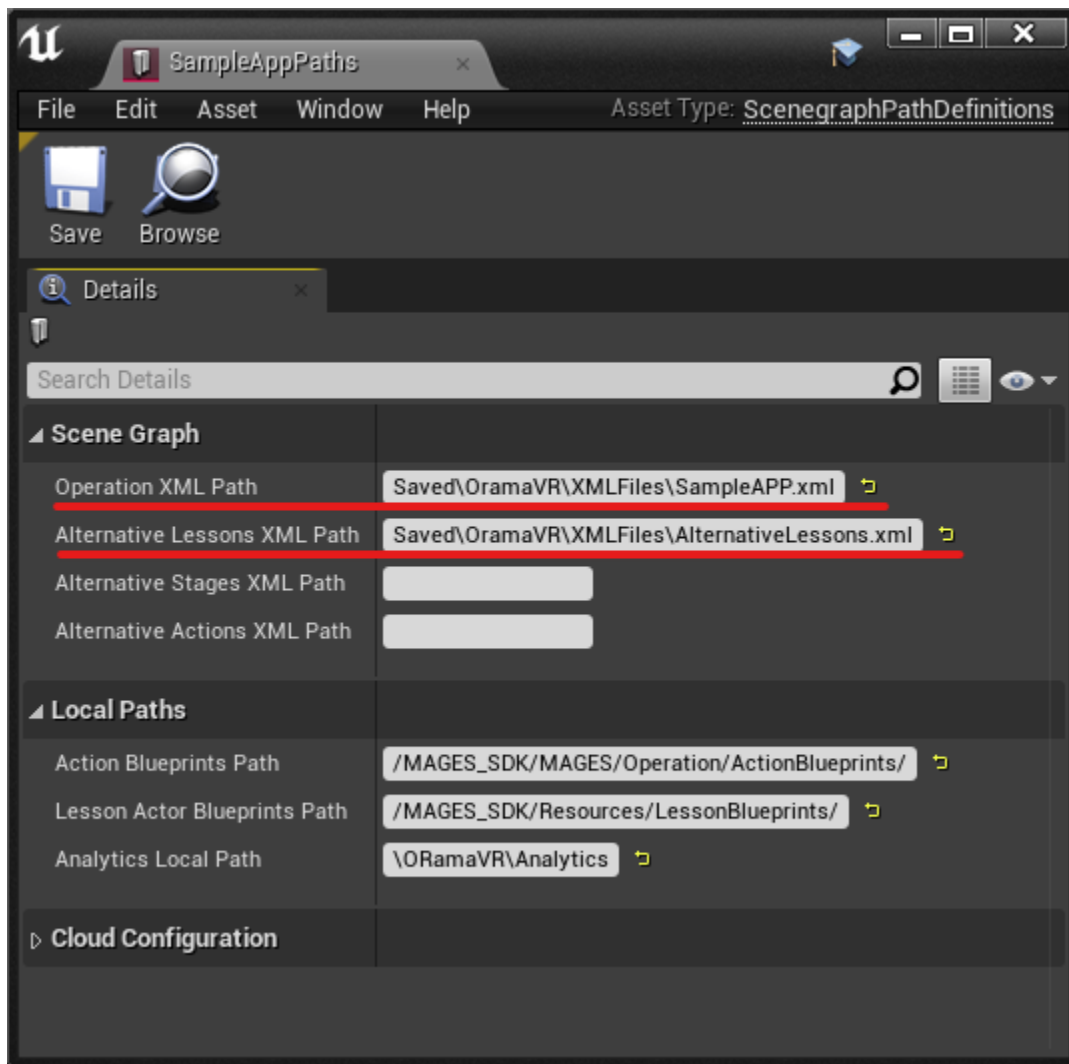 SampleAppPaths
File Edit Asset Window Help Asset Type: ScenegraphPathDefinitions
Save Browse
Details
Search Details
Scene Graph
Operation XML Path Saved\OramaVR\XMLFiles\SampleAPP.xml
Alternative Lessons XML Path Saved\OramaVR\XMLFiles\AlternativeLessons.xml
Alternative Stages XML Path
Alternative Actions XML Path
Local Paths
Action Blueprints Path /MAGES_SDK/MAGES/Operation/ActionBlueprints/
Lesson Actor Blueprints Path /MAGES_SDK/Resources/LessonBlueprints/
Analytics Local Path \ORamaVR\Analytics
Cloud Configuration